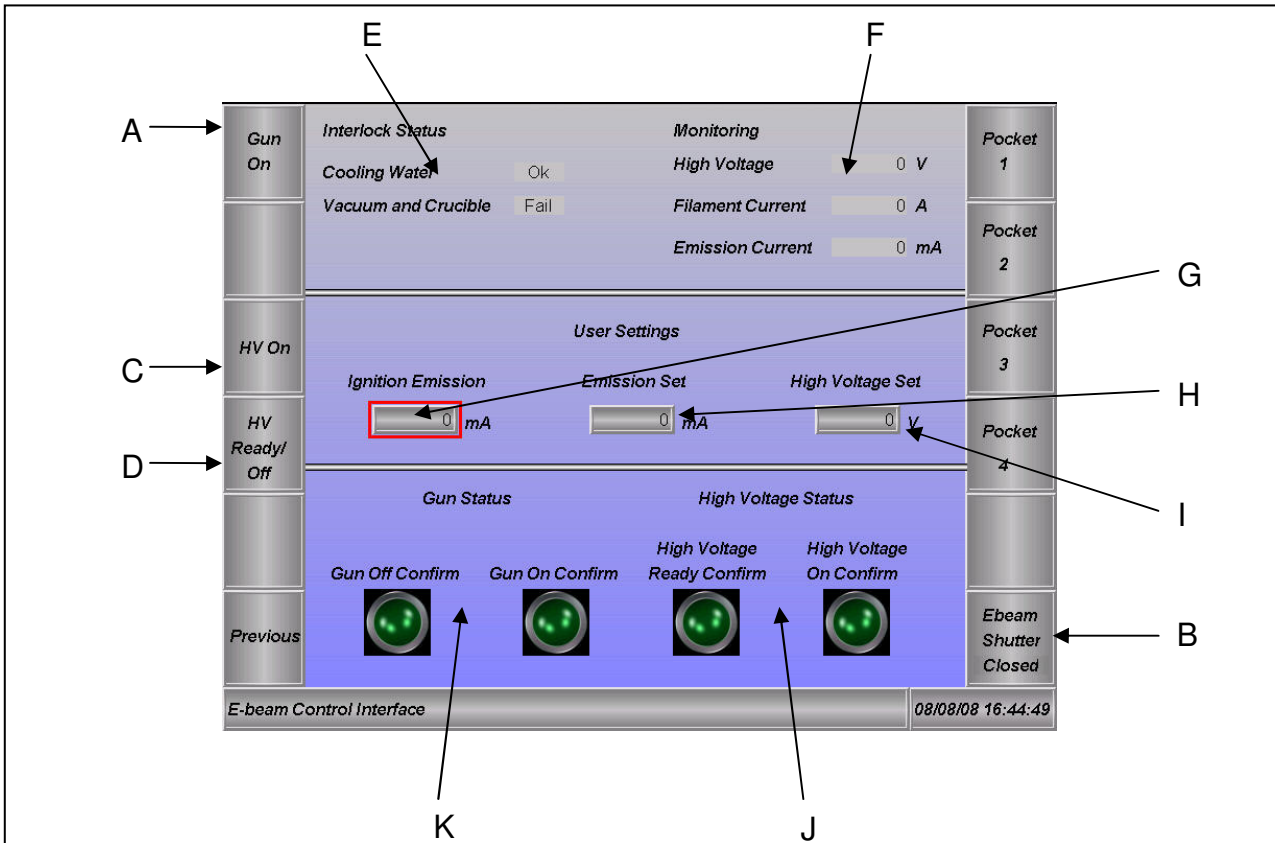 E
F
A
Gun
On
Interlock Status
Monitoring
Pocket
1
Cooling Water
Ok
High Voltage
0 V
Vacuum and Crucible
Fail
Filament Current
0 A
Pocket
2
Emission Current
0 mA
G
HV On
User Settings
Pocket
3
C
Ignition Emission
Emission Set
High Voltage Set
H
0 mA
0 mA
0 V
HV
Ready/
Off
Pocket
4
D
Gun Status
High Voltage Status
I
Gun Off Confirm
Gun On Confirm
High Voltage
Ready Confirm
High Voltage
On Confirm
Previous
Ebeam
Shutter
Closed
B
E-beam Control Interface
08/08/08 16:44:49
K
J